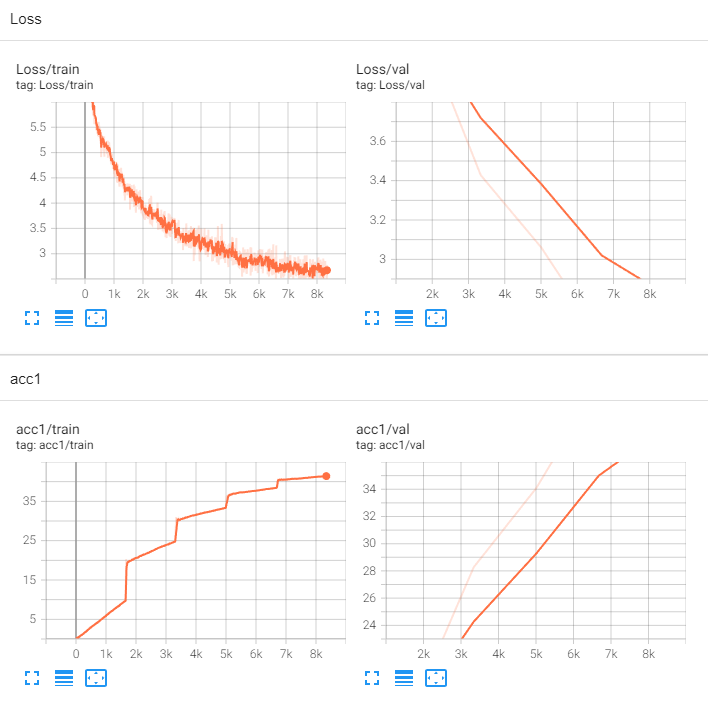 Loss
Loss/train
tag: Loss/train
5.5
5
4.5
4
3.5
3
0 1k 2k 3k 4k 5k 6k 7k 8k
Loss/val
tag: Loss/val
3.6
3.4
3.2
3
2k 3k 4k 5k 6k 7k 8k
acc1
acc1/train
tag: acc1/train
35
25
15
5
0 1k 2k 3k 4k 5k 6k 7k 8k
acc1/val
tag: acc1/val
34
32
30
28
26
24
2k 3k 4k 5k 6k 7k 8k